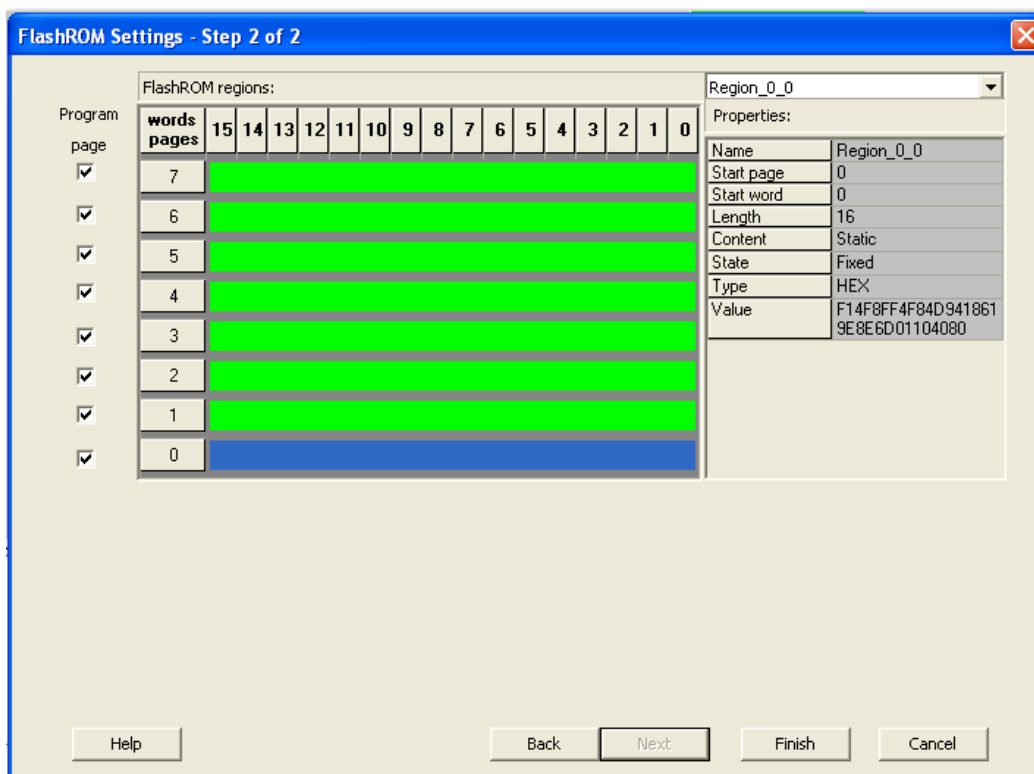 FlashROM Settings - Step 2 of 2
FlashROM regions:
Region_0_0
Program
page
words
pages
15 14 13 12 11 10 9 8 7 6 5 4 3 2 1 0
7
6
5
4
3
2
1
0
Properties:
Name Region_0_0
Start page 0
Start word 0
Length 16
Content Static
State Fixed
Type HEX
Value F14F8FF4F84D941861
9E8E6D01104080
Help Back Next Finish Cancel